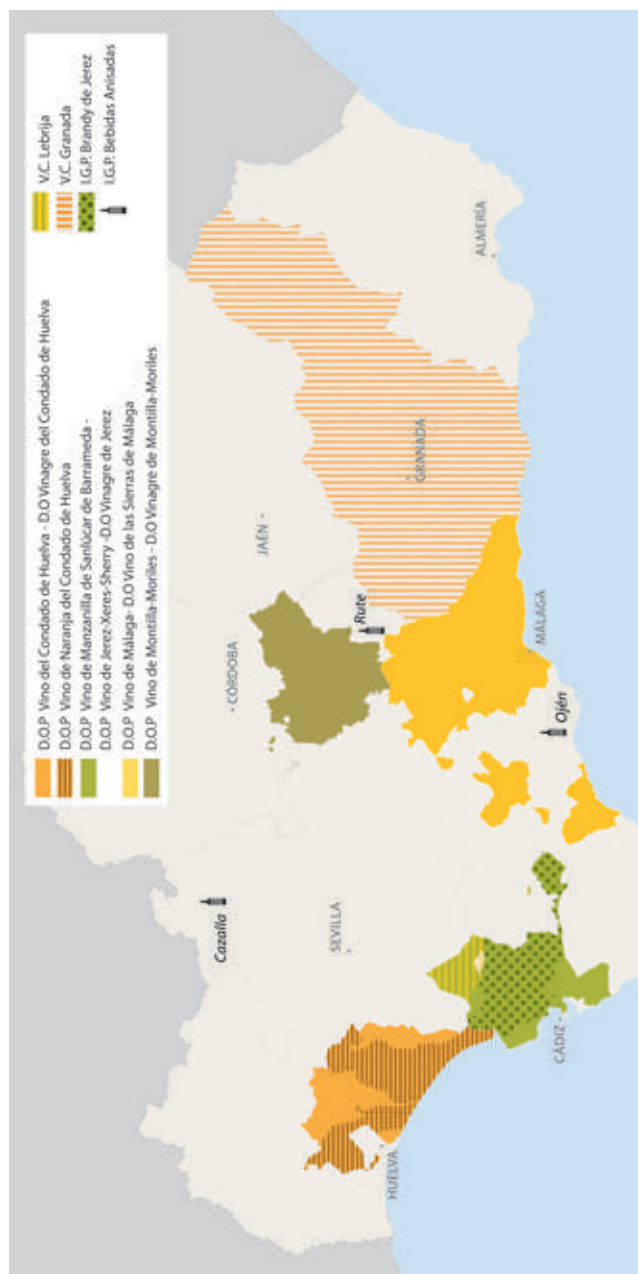 D.O.P Vino del Condado de Huelva - D.O Vinagre del Condado de Huelva
D.O.P Vino de Naranja del Condado de Huelva
D.O.P Vino de Manzanilla de Sanlúcar de Barrameda -
D.O.P Vino de Jerez-Xeres-Sherry -D.O Vinagre de Jerez
D.O.P Vino de Málaga- D.O Vino de las Sierras de Málaga
D.O.P Vino de Montilla-Moriles - D.O Vinagre de Montilla-Moriles
V.C. Lebrija
V.C. Granada
I.G.P. Brandy de Jerez
I.G.P. Bebidas Anisadas
Cazalla
CÓRDOBA
JAÉN
SEVILLA
Rute
HUELVA
GRANADA
ALMERÍA
MÁLAGA
Ojén
CÁDIZ